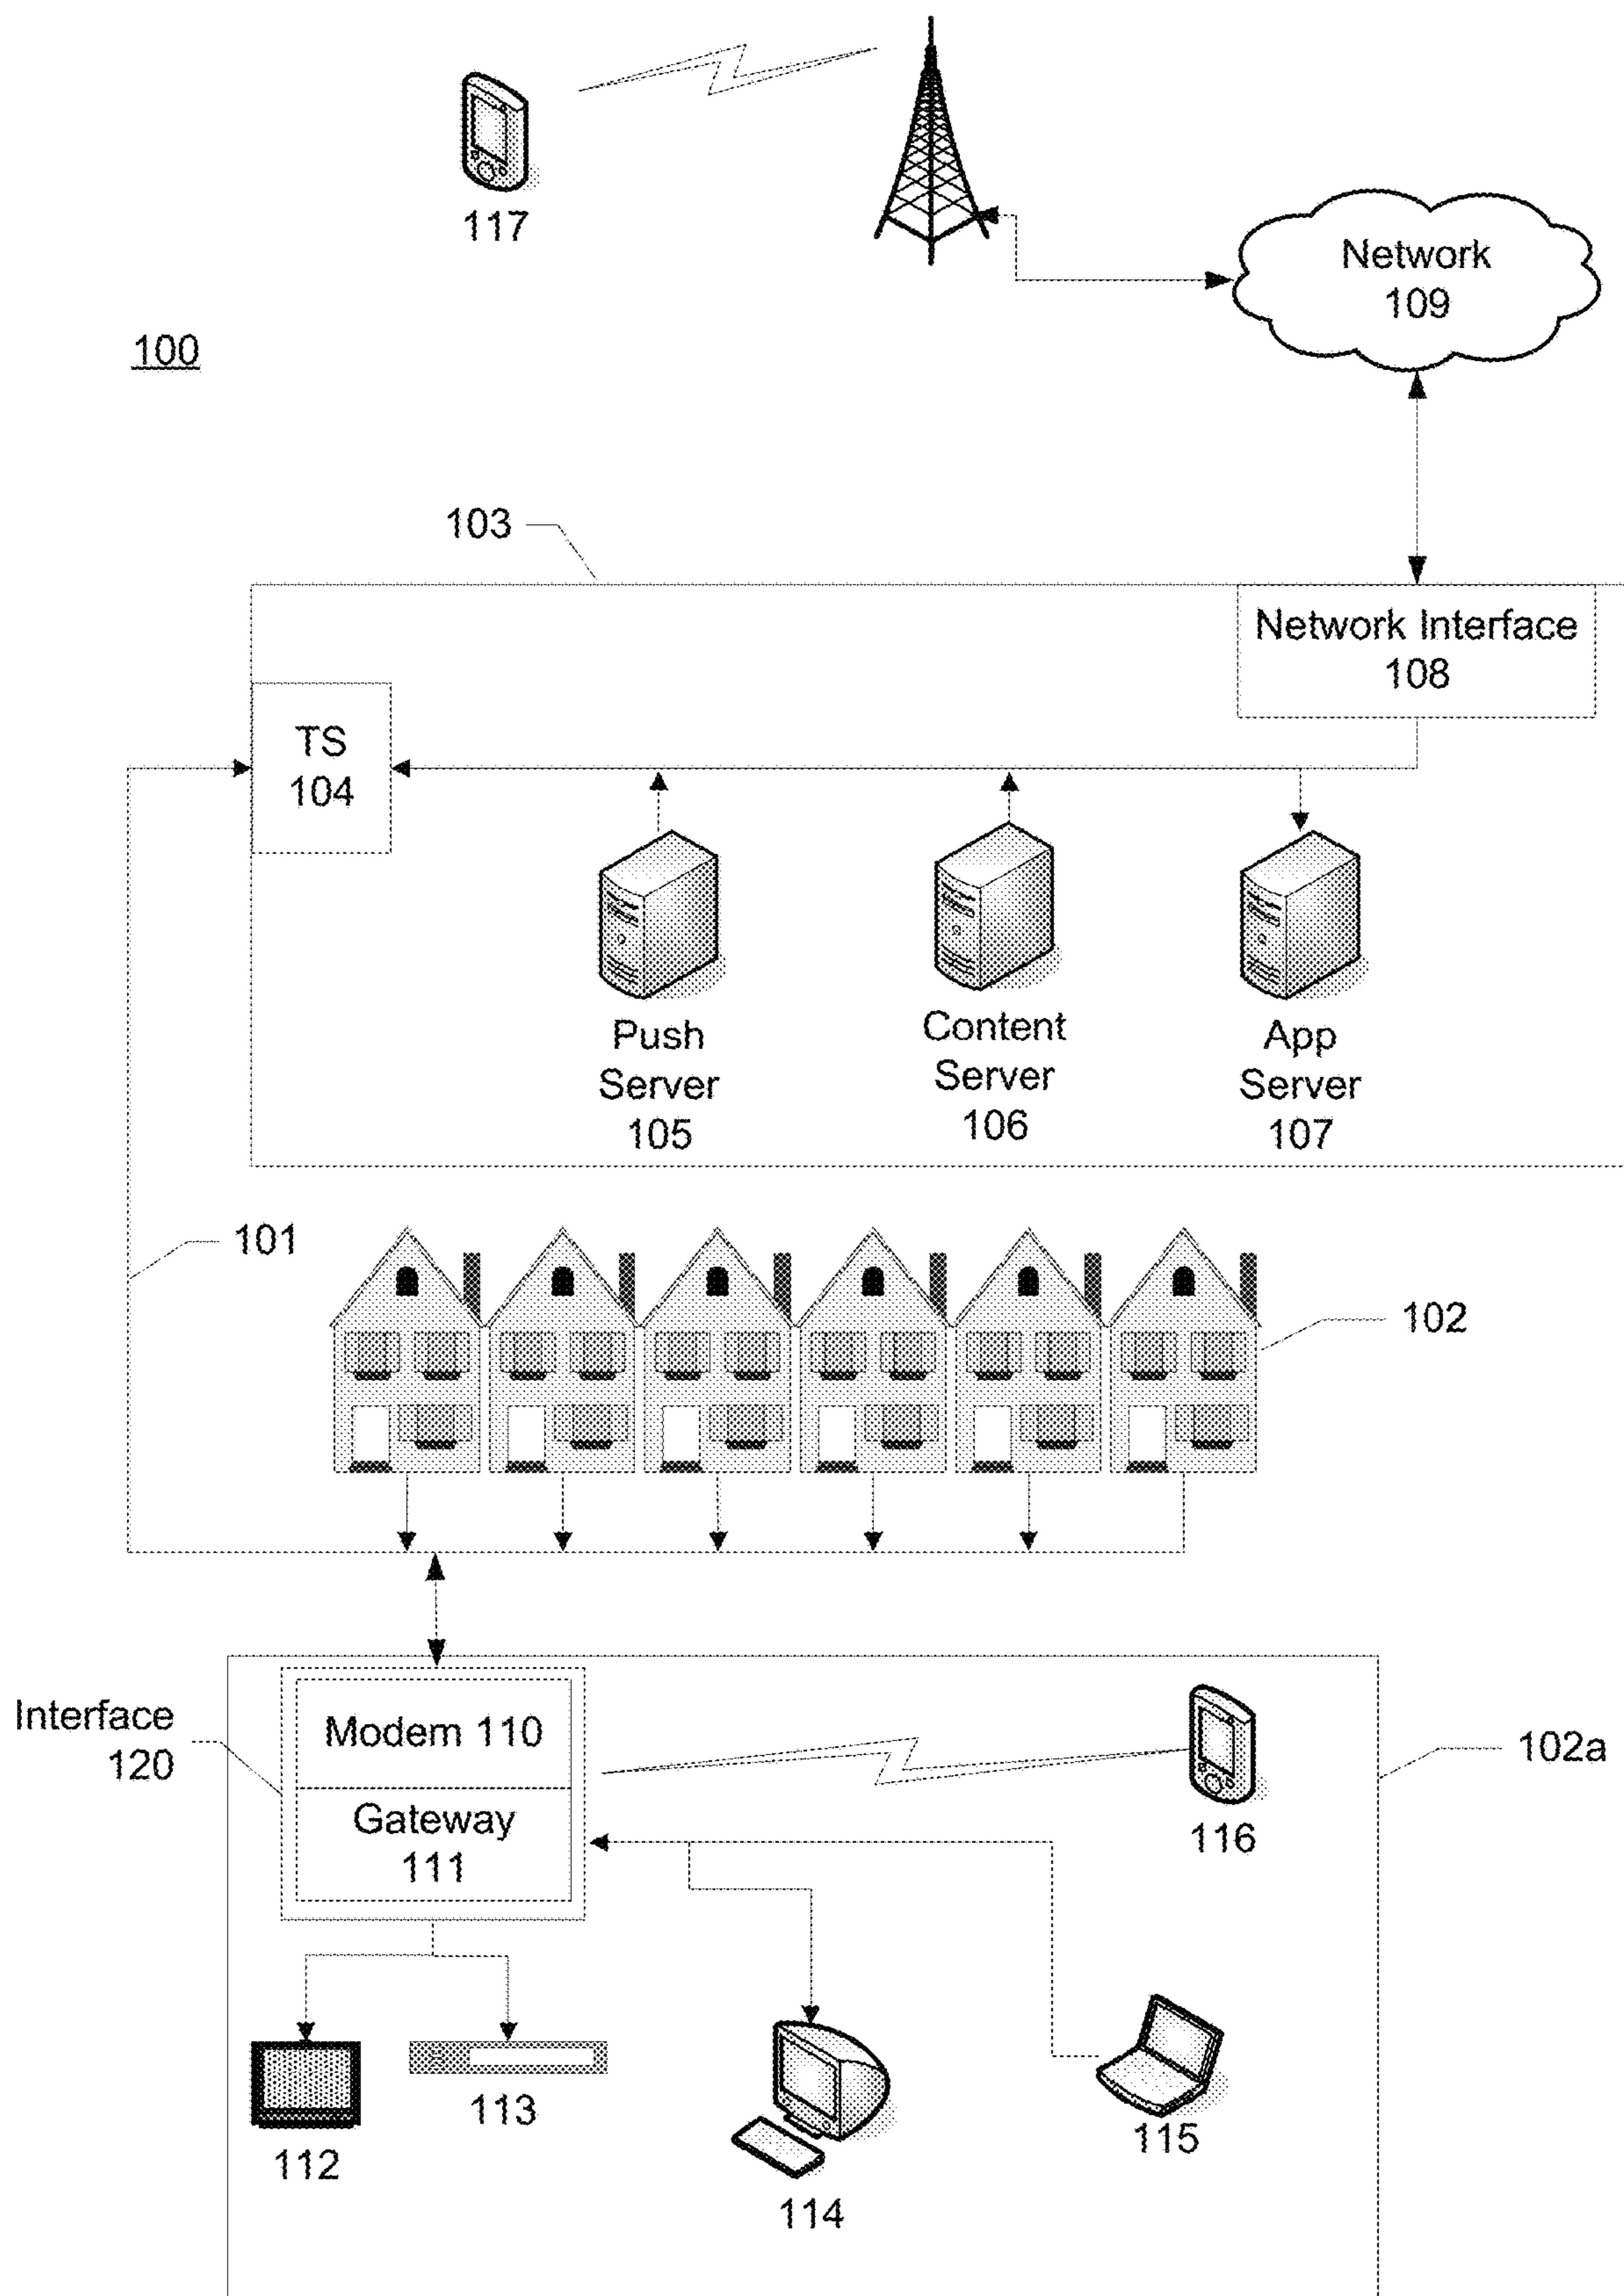 117
Network
109
100
103
Network Interface
108
TS
104
Push
Server
105
Content
Server
106
App
Server
107
101
102
Interface
120
Modem 110
Gateway
111
102a
116
112
113
114
115